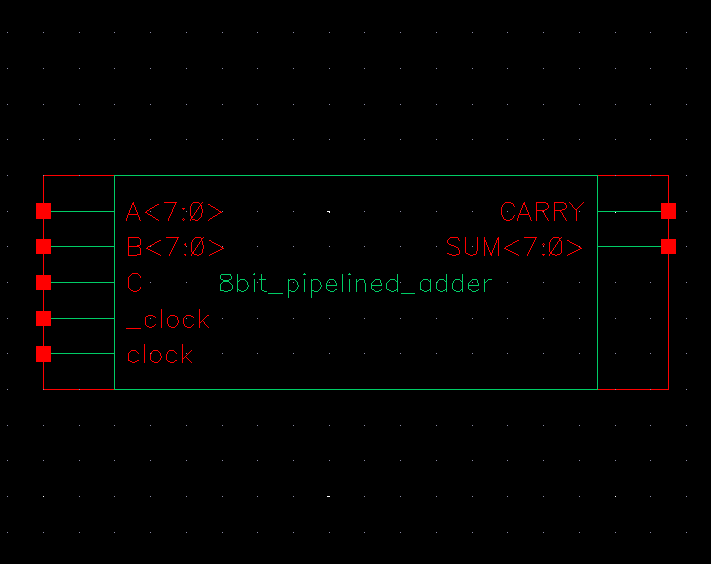 A<7:0> CARRY
B<7:0> SUM<7:0>
C 8bit_pipelined_adder
_clock
clock